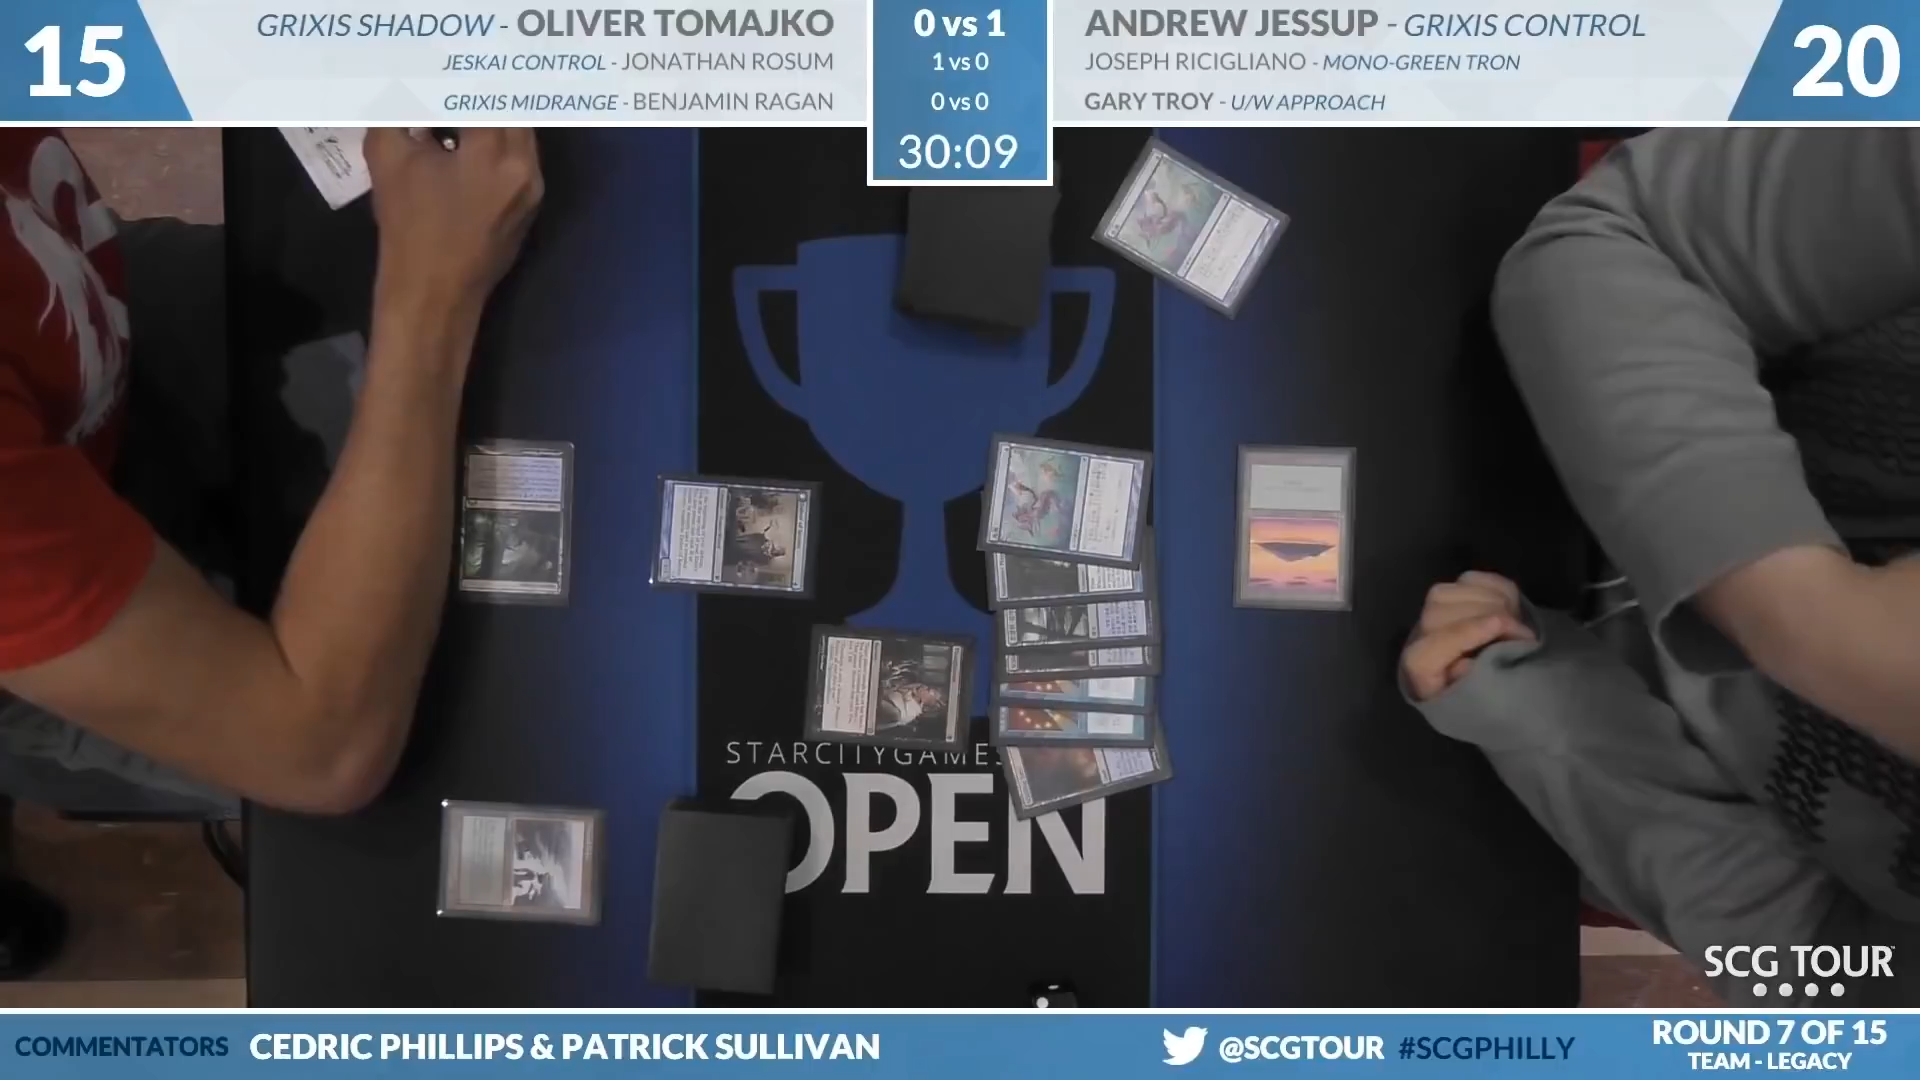 15
GRIXIS SHADOW - OLIVER TOMAJKO
JESKAI CONTROL - JONATHAN ROSUM
GRIXIS MIDRANGE - BENJAMIN RAGAN
0 vs 1
1 vs 0
0 vs 0
30:09
ANDREW JESSUP - GRIXIS CONTROL
JOSEPH RICIGLIANO - MONO-GREEN TRON
GARY TROY - U/W APPROACH
20
STARCITYGAMES
OPEN
SCG TOUR
COMMENTATORS CEDRIC PHILLIPS & PATRICK SULLIVAN
@SCGTOUR #SCGPHILLY
ROUND 7 OF 15
TEAM - LEGACY